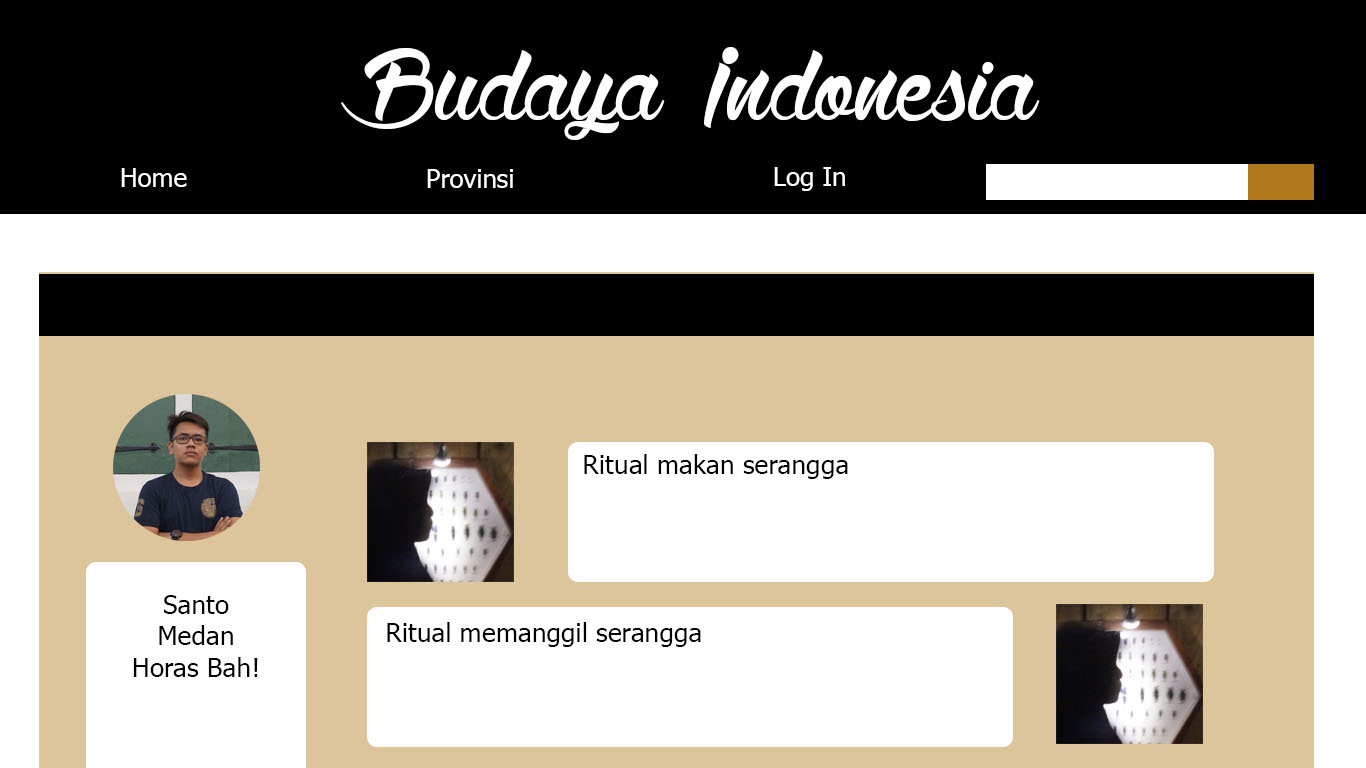 Budaya Indonesia
Home
Provinsi
Log In
Ritual makan serangga
Santo
Medan
Horas Bah!
Ritual memanggil serangga